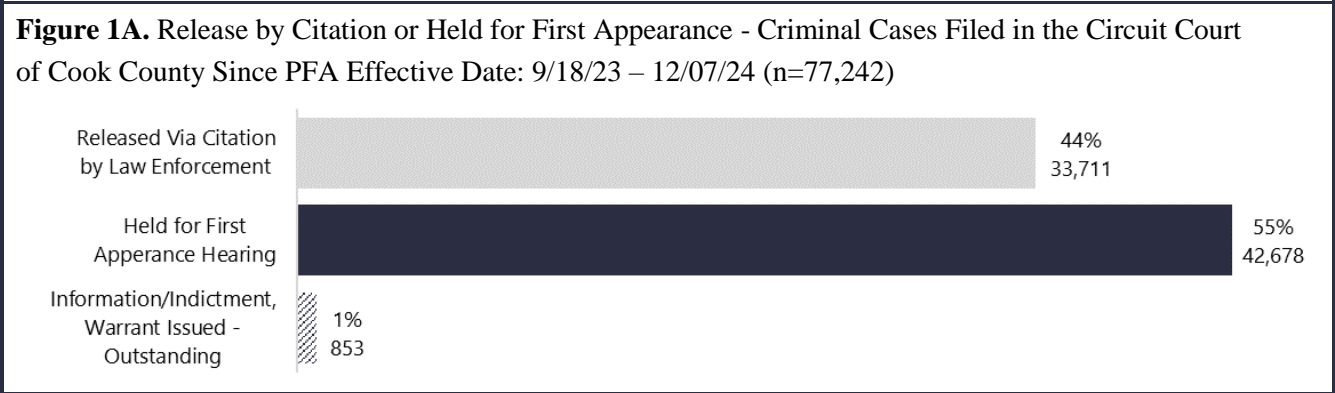 Figure 1A. Release by Citation or Held for First Appearance - Criminal Cases Filed in the Circuit Court
of Cook County Since PFA Effective Date: 9/18/23 – 12/07/24 (n=77,242)
Released Via Citation
by Law Enforcement
44%
33,711
Held for First
Apperance Hearing
55%
42,678
Information/Indictment,
Warrant Issued -
Outstanding
1%
853